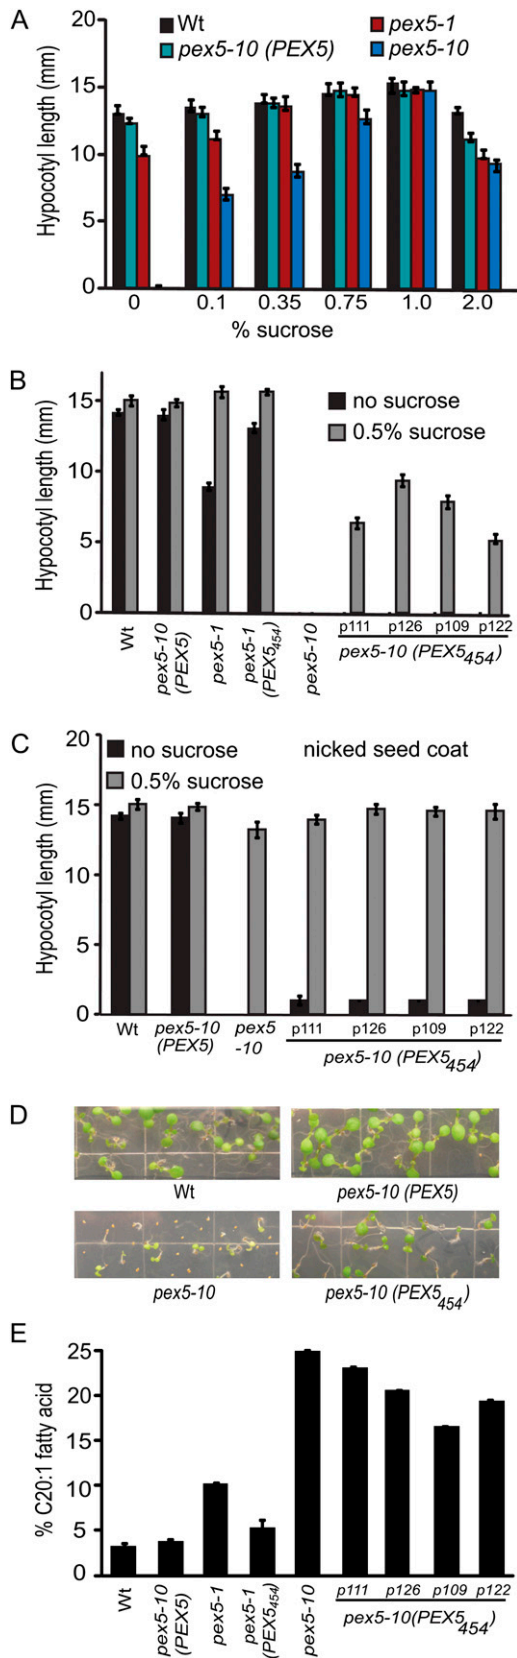 A
Wt
pex5-1
pex5-10 (PEX5)
pex5-10
Hypocotyl length (mm)
20
15
10
5
0
0 0.1 0.35 0.75 1.0 2.0
% sucrose
B
Hypocotyl length (mm)
15
10
5
0
no sucrose
0.5% sucrose
Wt
pex5-10 (PEX5)
pex5-1
pex5-1 (PEX5454)
pex5-10
p111 p126 p109 p122
pex5-10 (PEX5454)
C
Hypocotyl length (mm)
20
15
10
5
0
no sucrose
0.5% sucrose
nicked seed coat
Wt
pex5-10 (PEX5)
pex5 -10
p111 p126 p109 p122
pex5-10 (PEX5454)
D
Wt
pex5-10 (PEX5)
pex5-10
pex5-10 (PEX5454)
E
% C20:1 fatty acid
25
20
15
10
5
0
Wt
pex5-10 (PEX5)
pex5-1
pex5-1 (PEX5454)
pex5-10
p111 p126 p109 p122
pex5-10(PEX5454)